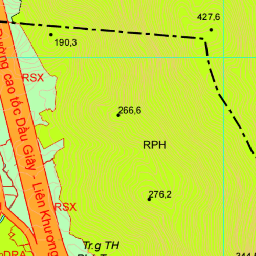 427,6
190,3
RSX
Đường cao tốc Dầu Giây - Liên Khương
266,6
RPH
276,2
RSX
Tr.g TH
DRA